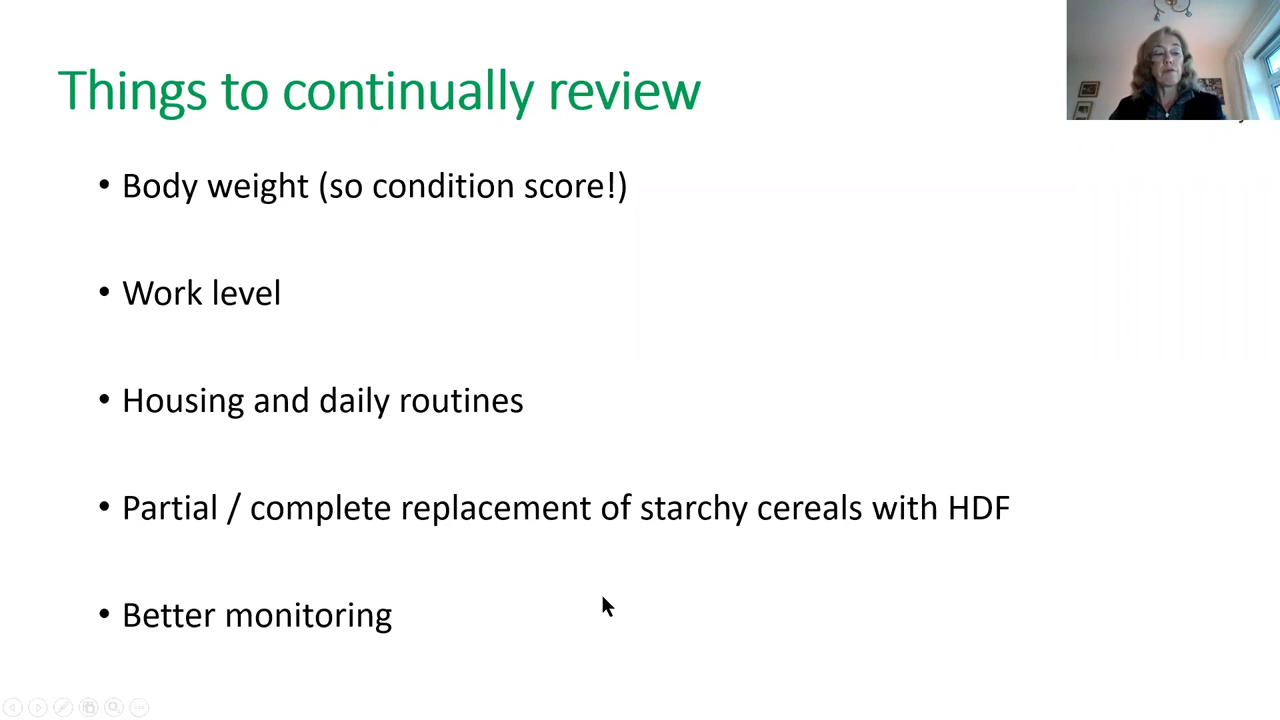 Things to continually review
• Body weight (so condition score!)
• Work level
• Housing and daily routines
• Partial / complete replacement of starchy cereals with HDF
• Better monitoring